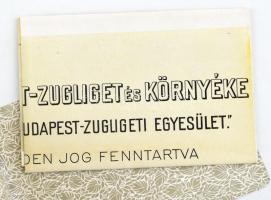 T-ZUGLIGET ÉS KÖRNYÉKE
UDAPEST-ZUGLIGETI EGYESÜLET."
DEN JOG FENNTARTVA